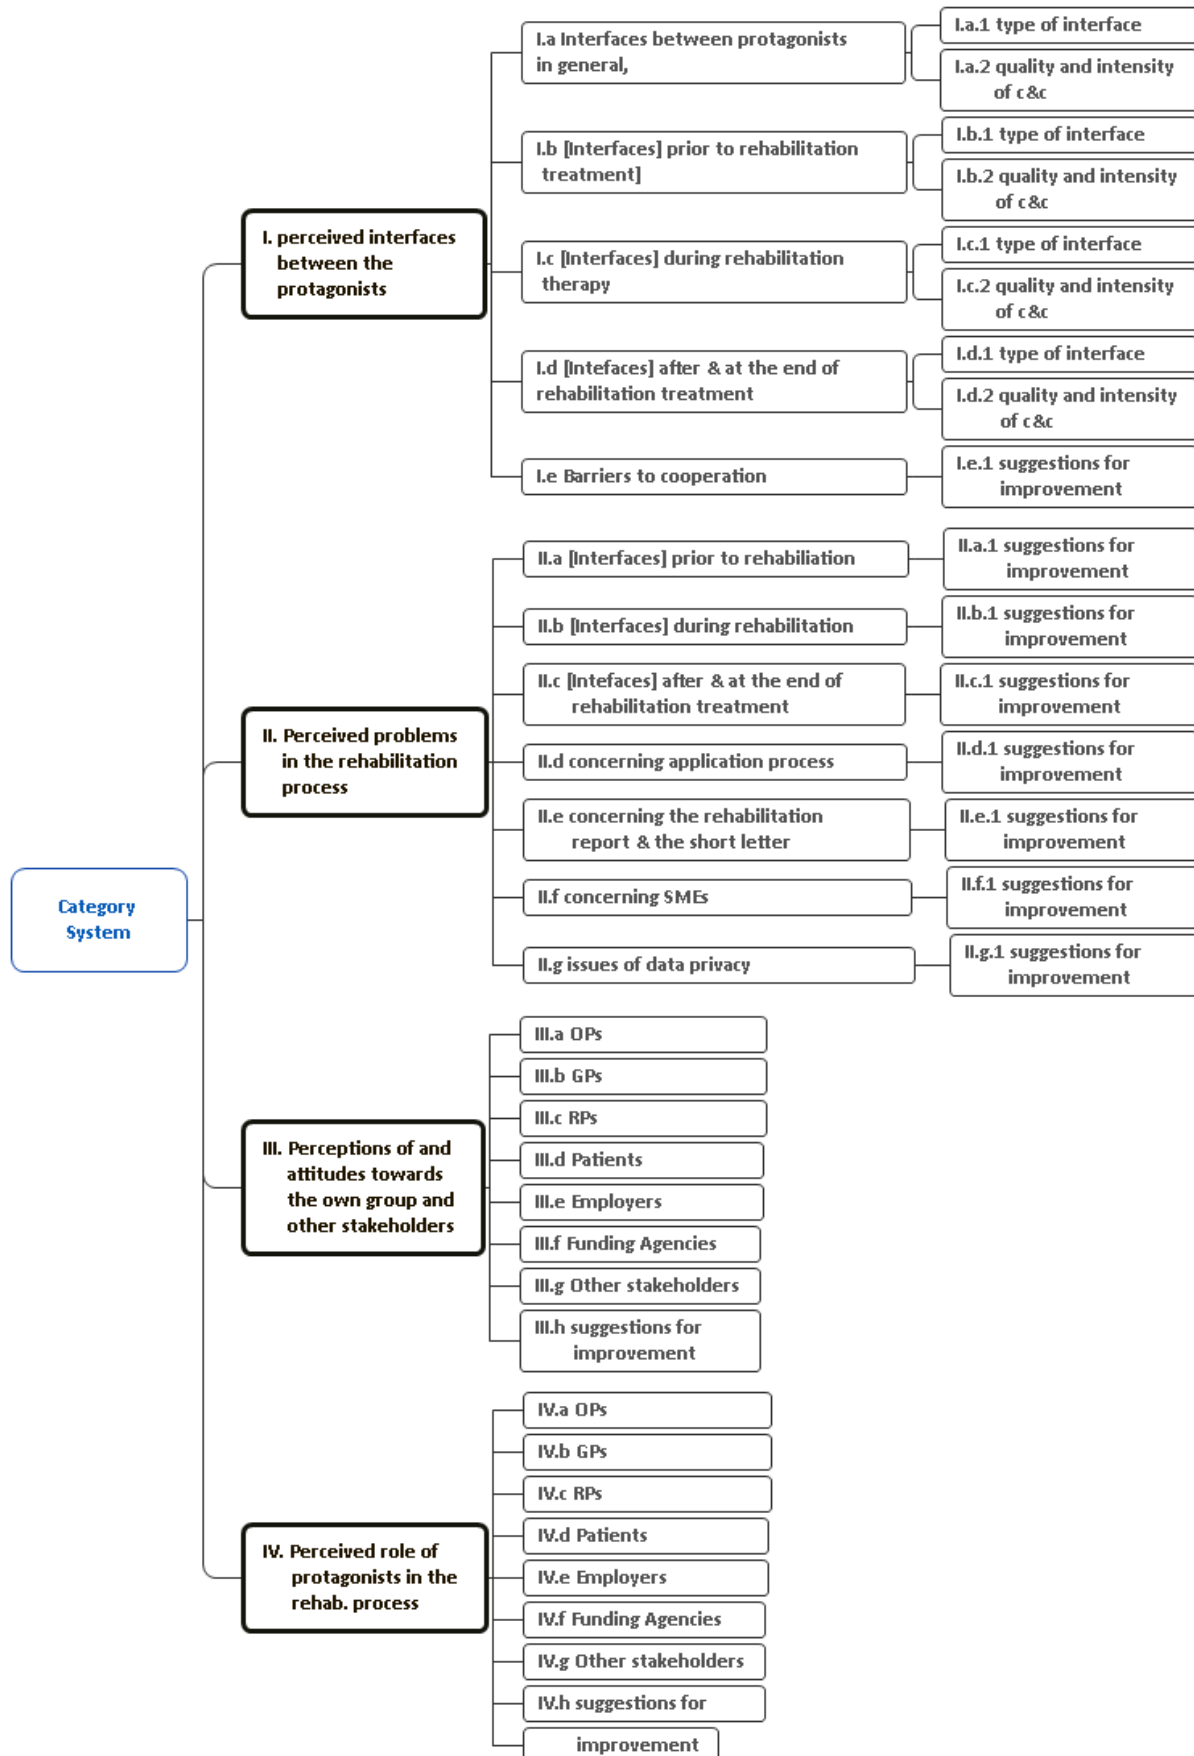 Category
System
I. perceived interfaces
between the
protagonists
I.a Interfaces between protagonists
in general,
I.a.1 type of interface
I.a.2 quality and intensity
of c&c
I.b [Interfaces] prior to rehabilitation
treatment]
I.b.1 type of interface
I.b.2 quality and intensity
of c&c
I.c [Interfaces] during rehabilitation
therapy
I.c.1 type of interface
I.c.2 quality and intensity
of c&c
I.d [Intefaces] after & at the end of
rehabilitation treatment
I.d.1 type of interface
I.d.2 quality and intensity
of c&c
I.e Barriers to cooperation
I.e.1 suggestions for
improvement
II. Perceived problems
in the rehabilitation
process
II.a [Interfaces] prior to rehabiliation
II.a.1 suggestions for
improvement
II.b [Interfaces] during rehabilitation
II.b.1 suggestions for
improvement
II.c [Intefaces] after & at the end of
rehabilitation treatment
II.c.1 suggestions for
improvement
II.d concerning application process
II.d.1 suggestions for
improvement
II.e concerning the rehabilitation
report & the short letter
II.e.1 suggestions for
improvement
II.f concerning SMEs
II.f.1 suggestions for
improvement
II.g issues of data privacy
II.g.1 suggestions for
improvement
III. Perceptions of and
attitudes towards
the own group and
other stakeholders
III.a OPs
III.b GPs
III.c RPs
III.d Patients
III.e Employers
III.f Funding Agencies
III.g Other stakeholders
III.h suggestions for
improvement
IV. Perceived role of
protagonists in the
rehab. process
IV.a OPs
IV.b GPs
IV.c RPs
IV.d Patients
IV.e Employers
IV.f Funding Agencies
IV.g Other stakeholders
IV.h suggestions for
improvement